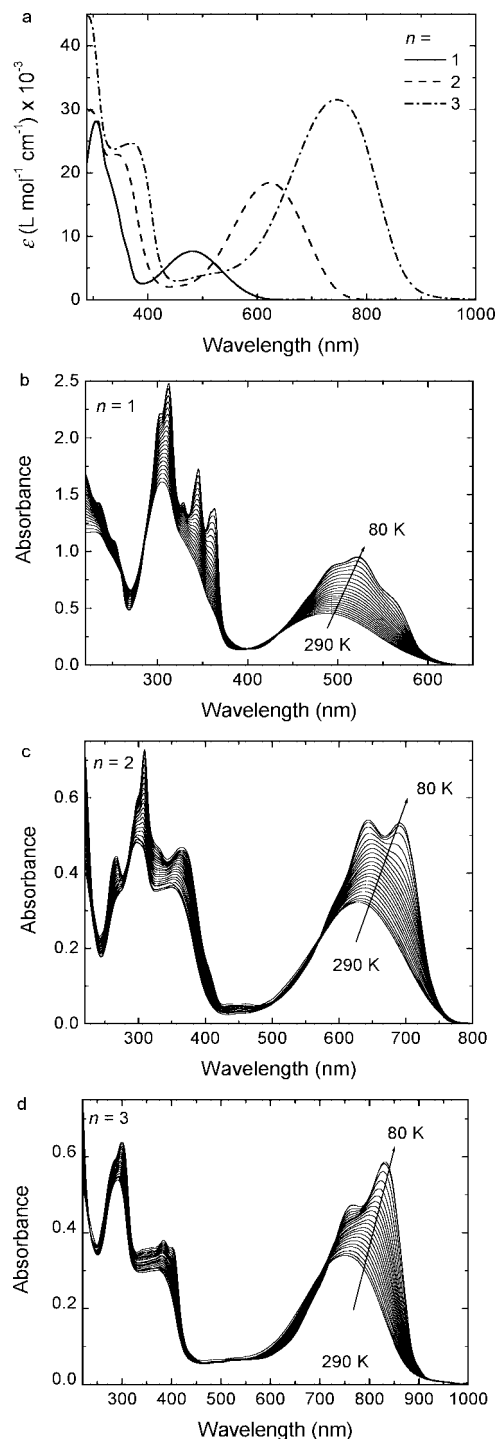 a
n =
1
2
3
45
30
20
10
5
0
ε (L mol⁻¹ cm⁻¹) x 10⁻³
400 600 800 1000
Wavelength (nm)
b
n = 1
2.5
2.0
1.5
1.0
0.5
0.0
Absorbance
80 K
290 K
300 400 500 600
Wavelength (nm)
c
n = 2
0.6
0.4
0.2
0.0
Absorbance
80 K
290 K
300 400 500 600 700 800
Wavelength (nm)
d
n = 3
0.6
0.4
0.2
0.0
Absorbance
80 K
290 K
300 400 500 600 700 800 900 1000
Wavelength (nm)